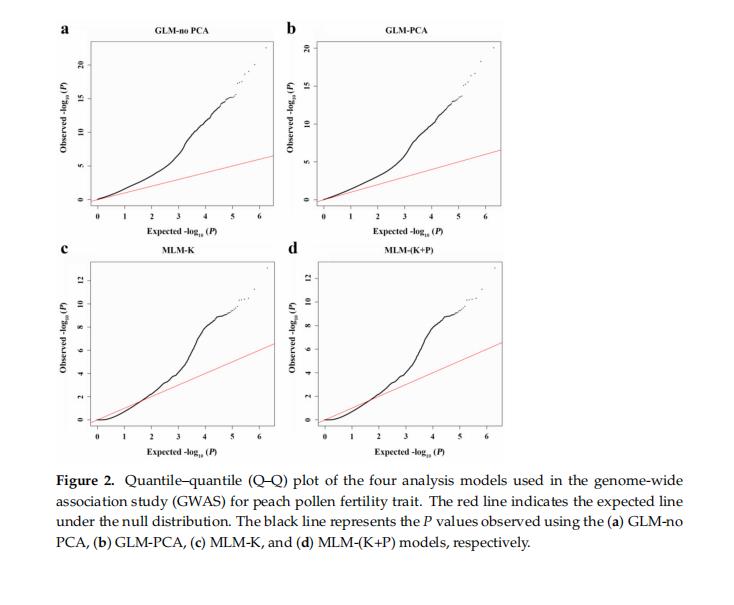 a
GLM-no PCA
Observed -log₁₀ (P)
0 5 10 15 20
0 1 2 3 4 5 6
Expected -log₁₀ (P)
b
GLM-PCA
Observed -log₁₀ (P)
0 5 10 15 20
0 1 2 3 4 5 6
Expected -log₁₀ (P)
c
MLM-K
Observed -log₁₀ (P)
0 2 4 6 8 10 12
0 1 2 3 4 5 6
Expected -log₁₀ (P)
d
MLM-(K+P)
Observed -log₁₀ (P)
0 2 4 6 8 10 12
0 1 2 3 4 5 6
Expected -log₁₀ (P)
Figure 2. Quantile–quantile (Q–Q) plot of the four analysis models used in the genome-wide
association study (GWAS) for peach pollen fertility trait. The red line indicates the expected line
under the null distribution. The black line represents the P values observed using the (a) GLM-no
PCA, (b) GLM-PCA, (c) MLM-K, and (d) MLM-(K+P) models, respectively.